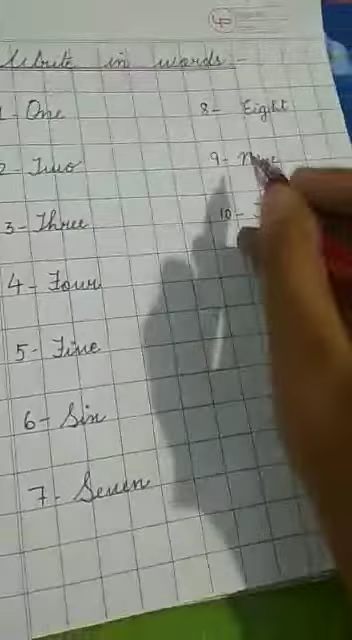 Write in words:-
1- One
2- Two
3- Three
4- Four
5- Five
6- Six
7- Seven
8- Eight
9- Nine
10-